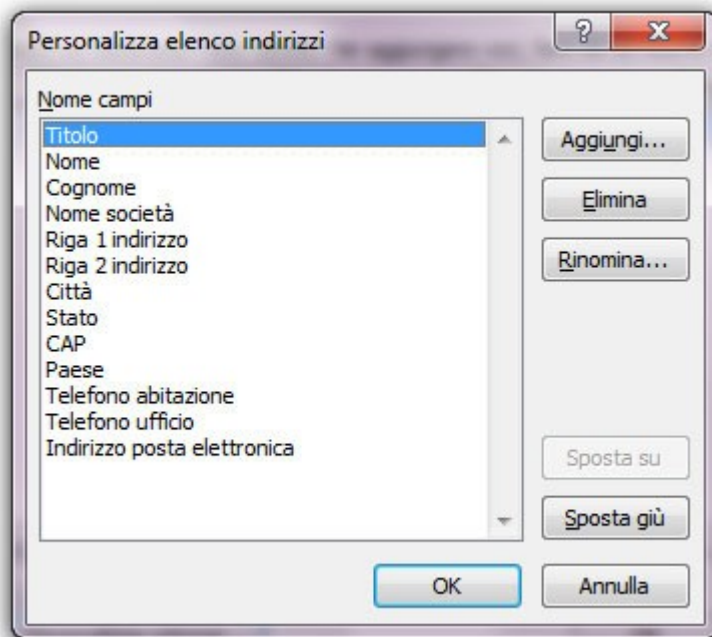 Personalizza elenco indirizzi
Nome campi
Titolo
Nome
Cognome
Nome società
Riga 1 indirizzo
Riga 2 indirizzo
Città
Stato
CAP
Paese
Telefono abitazione
Telefono ufficio
Indirizzo posta elettronica
Aggiungi...
Elimina
Rinomina...
Sposta su
Sposta giù
OK
Annulla